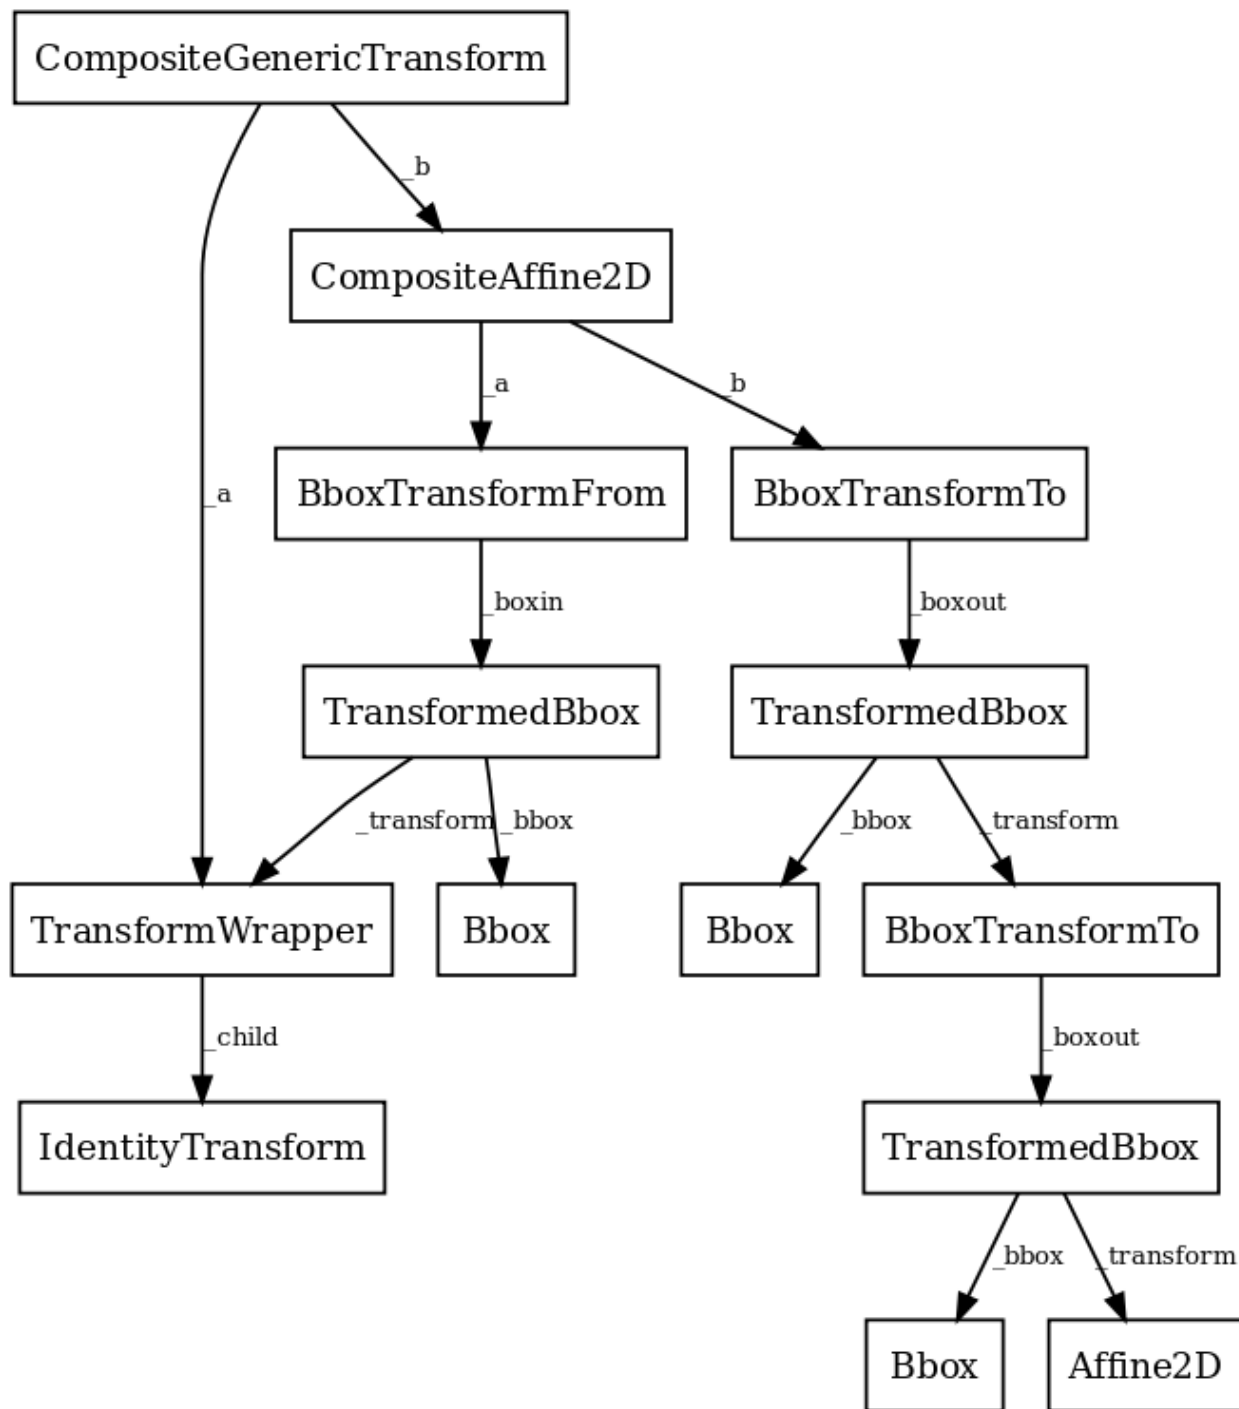 CompositeGenericTransform
_b
CompositeAffine2D
_a
_b
_a
BboxTransformFrom
BboxTransformTo
_boxin
_boxout
TransformedBbox
TransformedBbox
_transform
_bbox
_bbox
_transform
TransformWrapper
Bbox
Bbox
BboxTransformTo
_child
_boxout
IdentityTransform
TransformedBbox
_bbox
_transform
Bbox
Affine2D